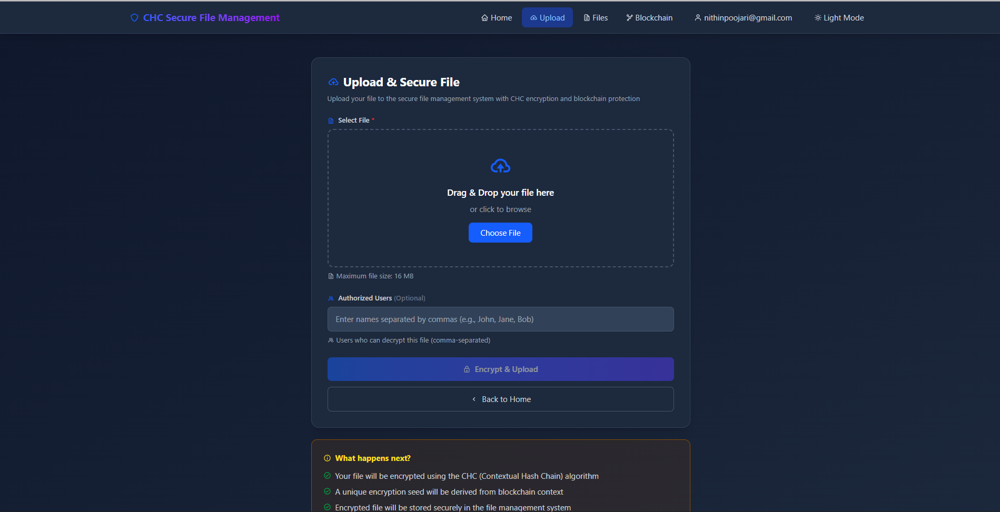 CHC Secure File Management
Home Upload Files Blockchain nithinpoojari@gmail.com Light Mode
Upload & Secure File
Upload your file to the secure file management system with CHC encryption and blockchain protection
Select File *
Drag & Drop your file here
or click to browse
Choose File
Maximum file size: 16 MB
Authorized Users (Optional)
Enter names separated by commas (e.g., John, Jane, Bob)
Users who can decrypt this file (comma-separated)
Encrypt & Upload
Back to Home
What happens next?
Your file will be encrypted using the CHC (Contextual Hash Chain) algorithm
A unique encryption seed will be derived from blockchain context
Encrypted file will be stored securely in the file management system